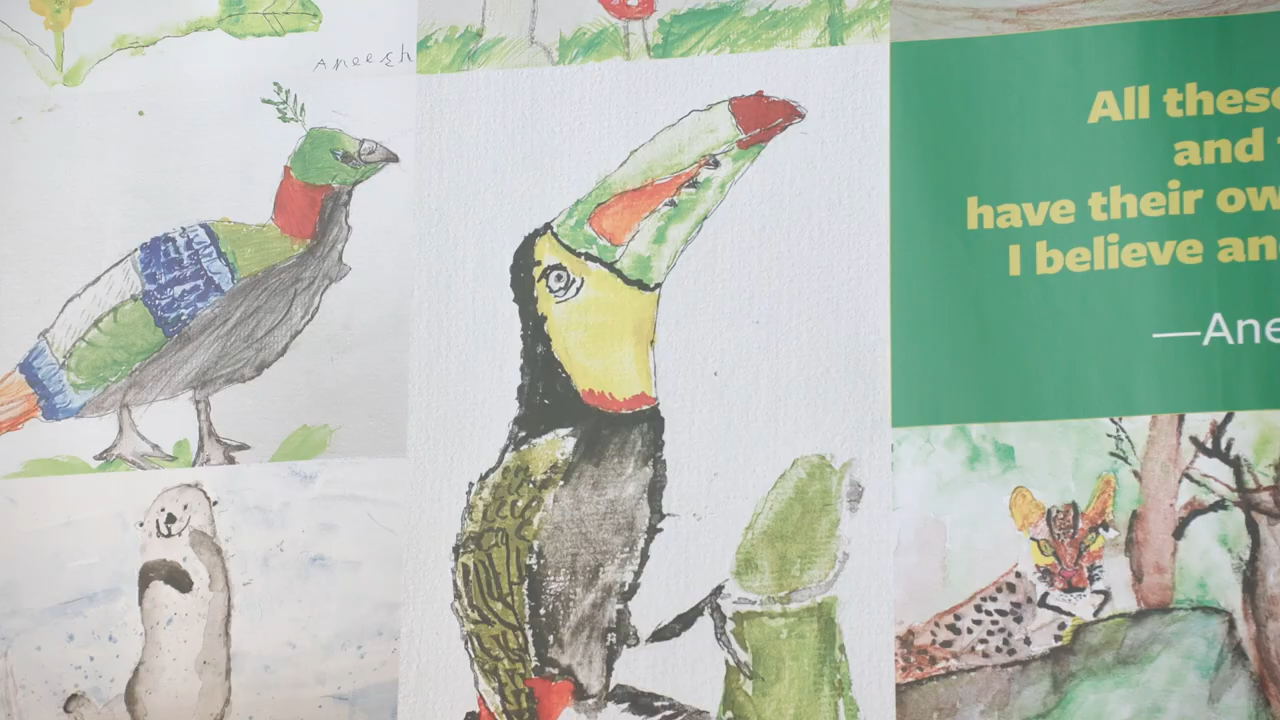 Aneesh
All these
and
have their ow
I believe an
—Ane